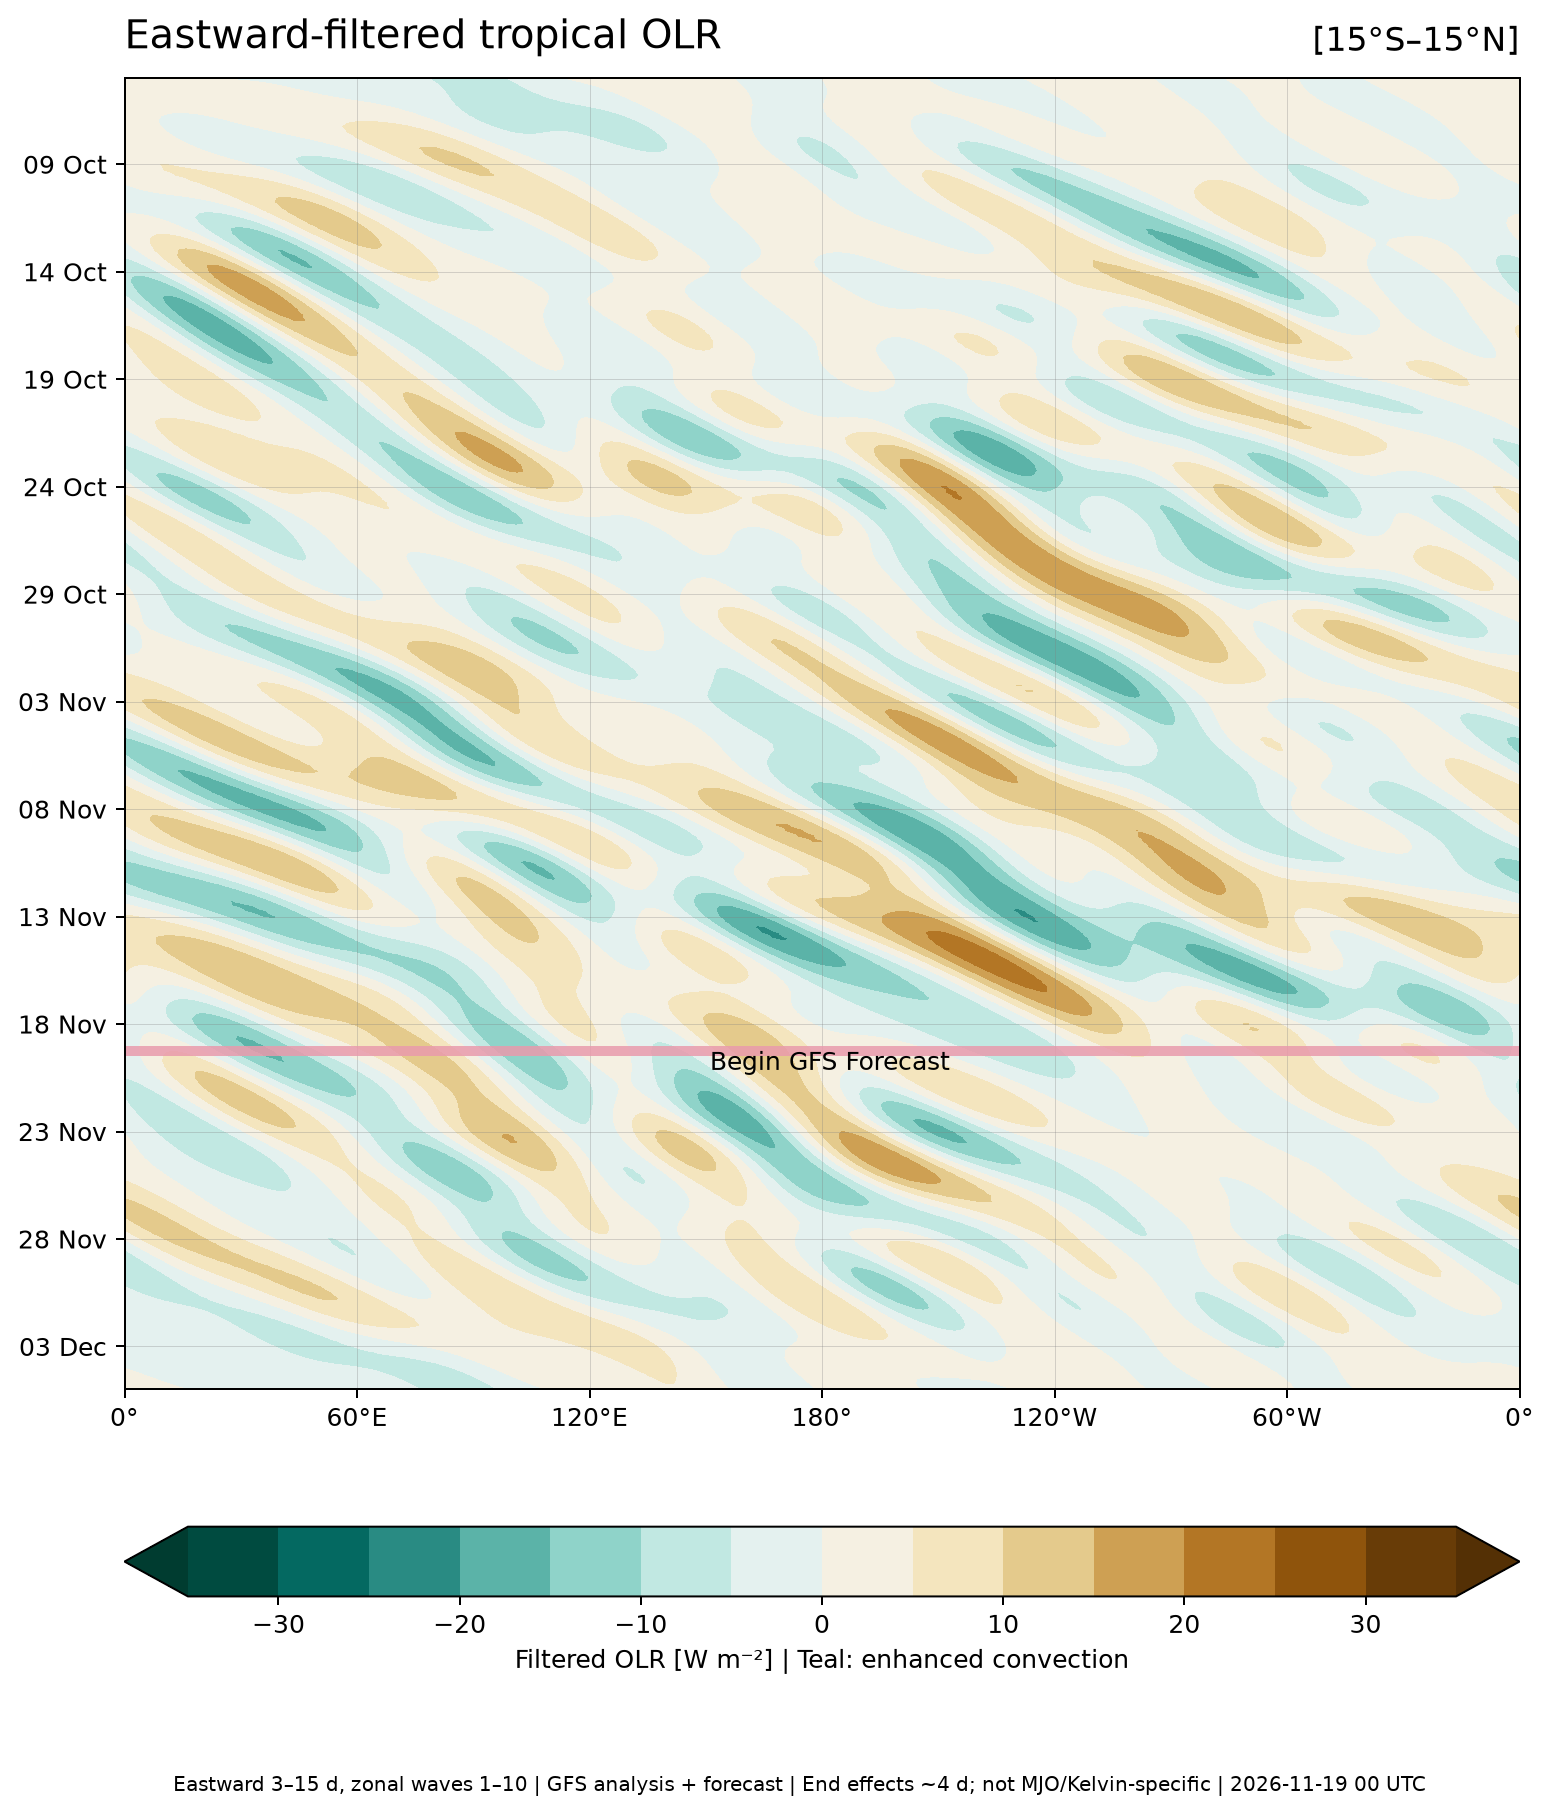 Eastward-filtered tropical OLR
[15°S–15°N]
09 Oct
14 Oct
19 Oct
24 Oct
29 Oct
03 Nov
08 Nov
13 Nov
18 Nov
Begin GFS Forecast
23 Nov
28 Nov
03 Dec
0° 60°E 120°E 180° 120°W 60°W 0°
−30 −20 −10 0 10 20 30
Filtered OLR [W m⁻²] | Teal: enhanced convection
Eastward 3–15 d, zonal waves 1–10 | GFS analysis + forecast | End effects ~4 d; not MJO/Kelvin-specific | 2026-11-19 00 UTC